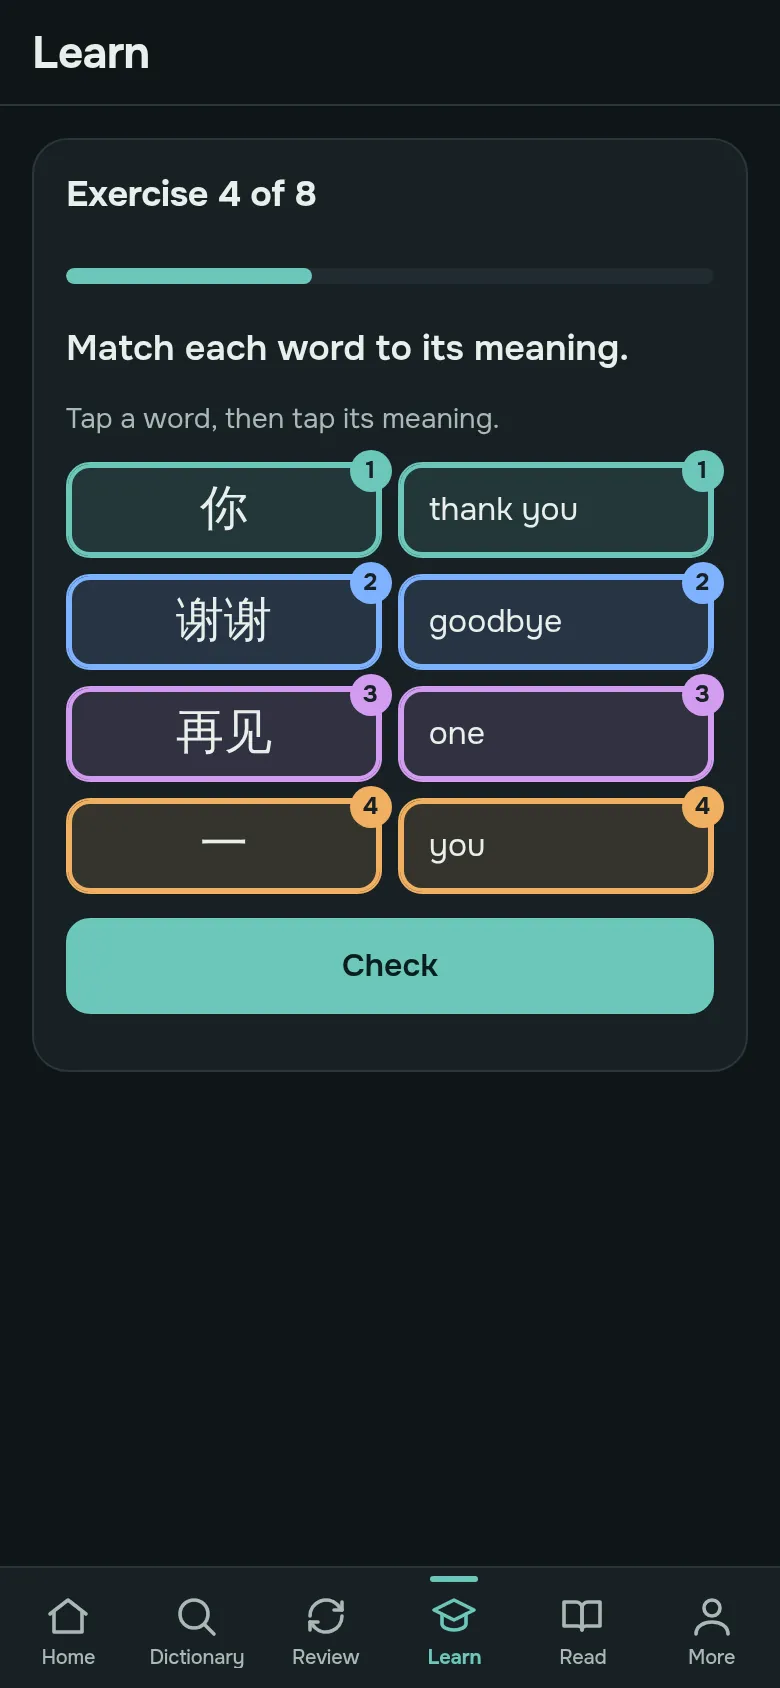 Learn
Exercise 4 of 8
Match each word to its meaning.
Tap a word, then tap its meaning.
你 1 thank you 1
谢谢 2 goodbye 2
再见 3 one 3
一 4 you 4
Check
Home Dictionary Review Learn Read More